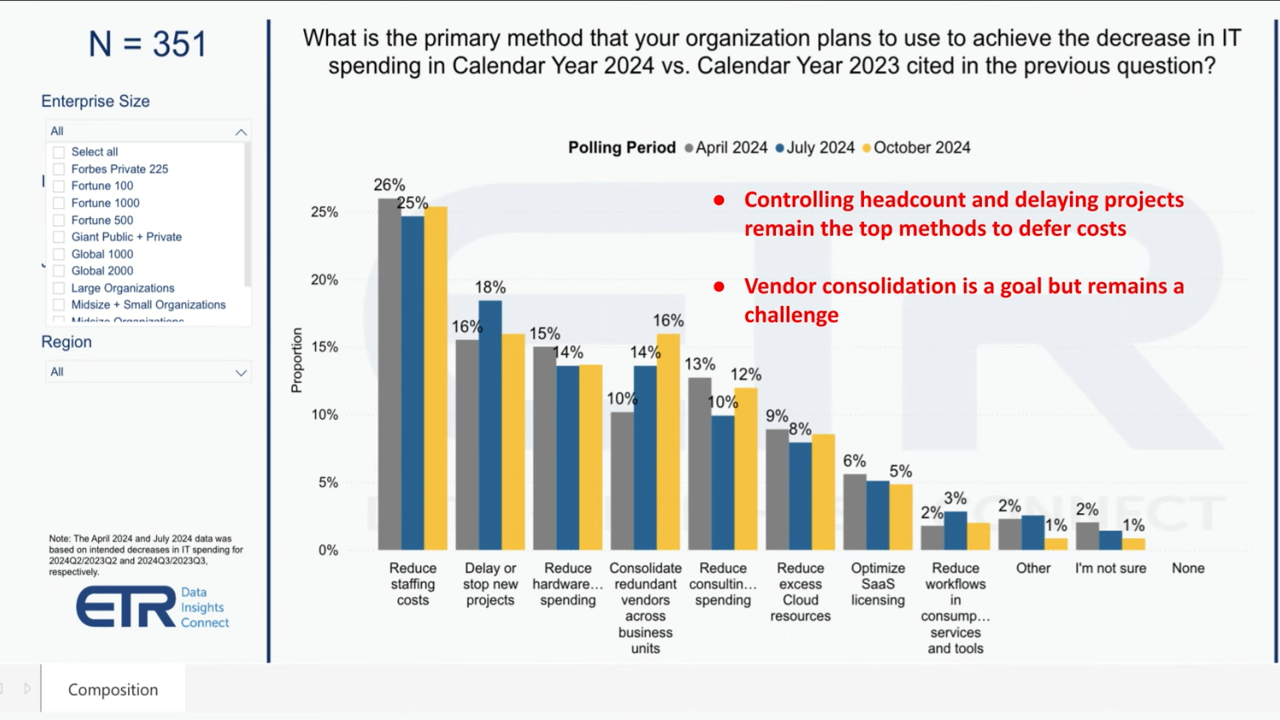 N = 351
Enterprise Size
All
Select all
Forbes Private 225
Fortune 100
Fortune 1000
Fortune 500
Giant Public + Private
Global 1000
Global 2000
Large Organizations
Midsize + Small Organizations
Midsize Organizations
Region
All
Note: The April 2024 and July 2024 data was
based on intended decreases in IT spending for
2024Q2/2023Q2 and 2024Q3/2023Q3,
respectively.
ETR
Data
Insights
Connect
What is the primary method that your organization plans to use to achieve the decrease in IT
spending in Calendar Year 2024 vs. Calendar Year 2023 cited in the previous question?
Polling Period April 2024 July 2024 October 2024
• Controlling headcount and delaying projects
remain the top methods to defer costs
• Vendor consolidation is a goal but remains a
challenge
Proportion
25%
20%
15%
10%
5%
0%
26%
25%
16%
18%
15%
14%
10%
14%
16%
13%
10%
12%
9%
8%
6%
5%
2%
3%
2%
1%
2%
1%
Reduce
staffing
costs
Delay or
stop new
projects
Reduce
hardware…
spending
Consolidate
redundant
vendors
across
business
units
Reduce
consultin…
spending
Reduce
excess
Cloud
resources
Optimize
SaaS
licensing
Reduce
workflows
in
consump…
services
and tools
Other
I'm not sure
None
ETR
CONNECT
Composition